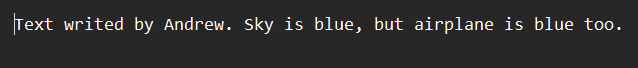 Text writed by Andrew. Sky is blue, but airplane is blue too.